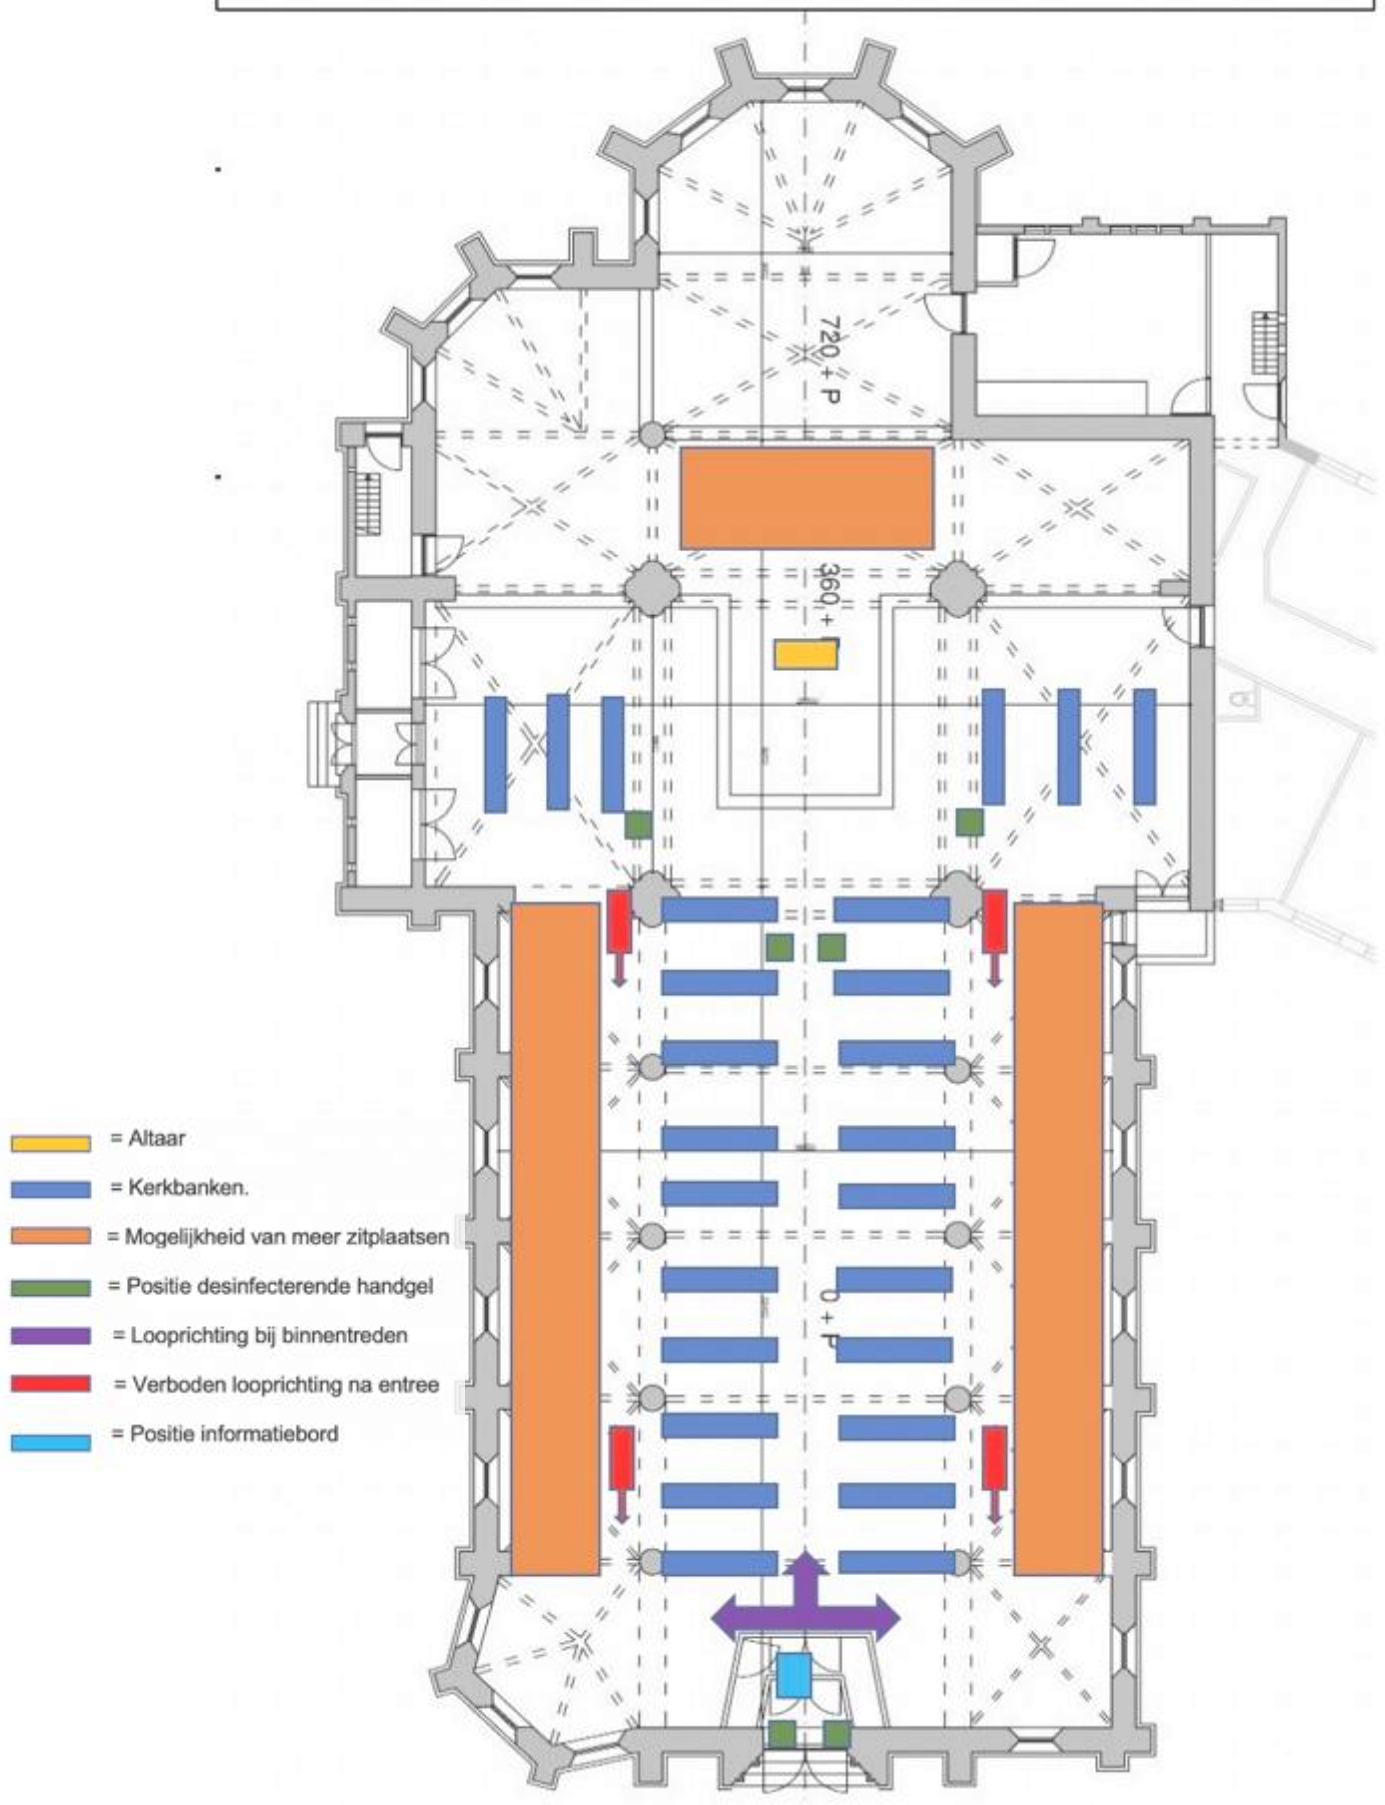 720 + P
360 +
= Altaar
= Kerkbanken.
= Mogelijkheid van meer zitplaatsen
= Positie desinfecterende handgel
= Looprichting bij binnentreden
0 + P
= Verboden looprichting na entree
= Positie informatiebord